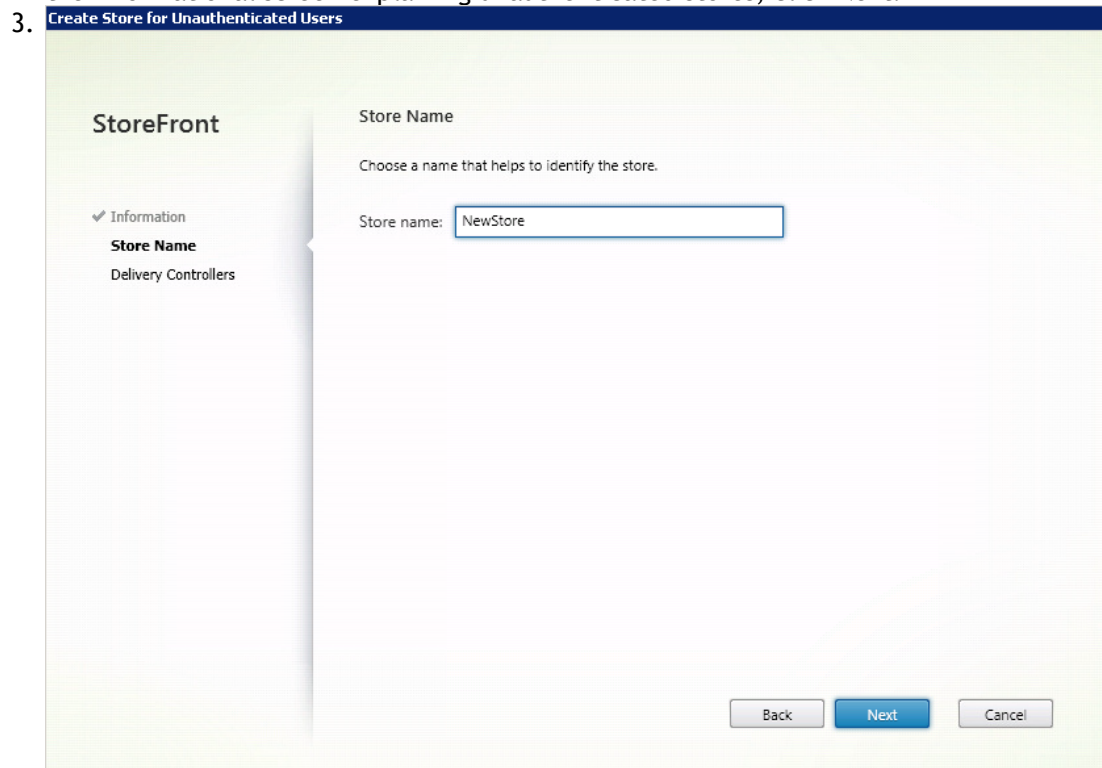 3.
Create Store for Unauthenticated Users
StoreFront
Information
Store Name
Delivery Controllers
Store Name
Choose a name that helps to identify the store.
Store name: NewStore
Back Next Cancel